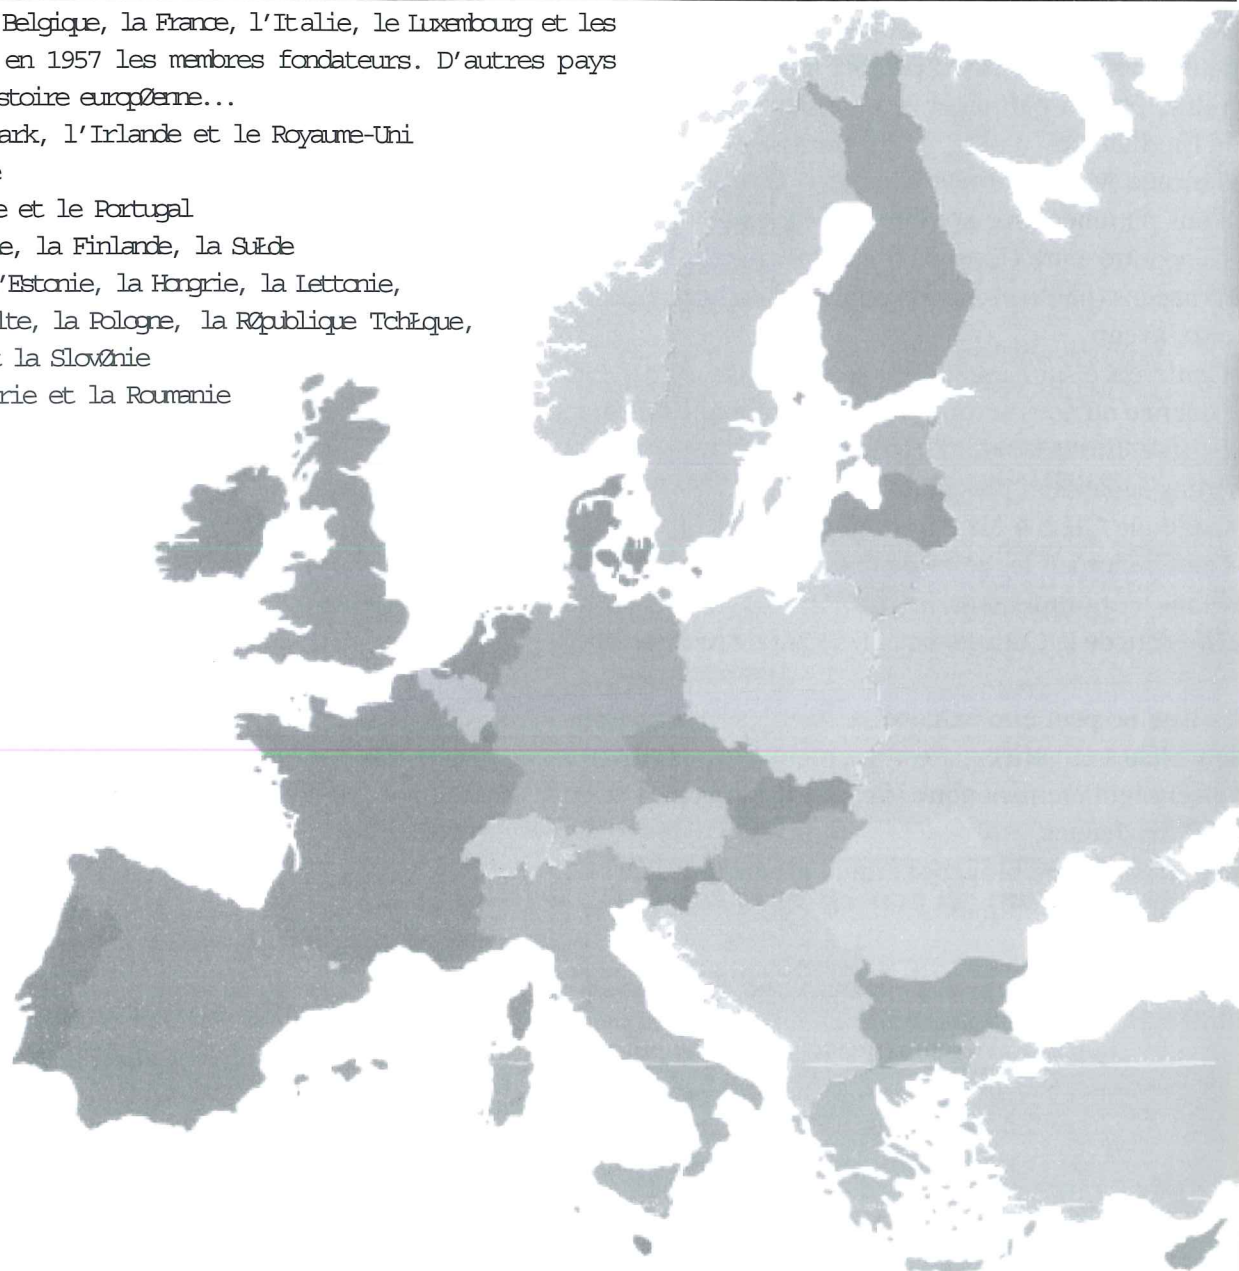 Belgique, la France, l'Italie, le Luxembourg et les
en 1957 les membres fondateurs. D'autres pays
stoire europØenne...
ark, l'Irlande et le Royaume-Uni
e
e et le Portugal
e, la Finlande, la SuŁde
'Estonie, la Hongrie, la Lettonie,
lte, la Pologne, la RØpublique TchŁque,
t la SlovØnie
rie et la Roumanie